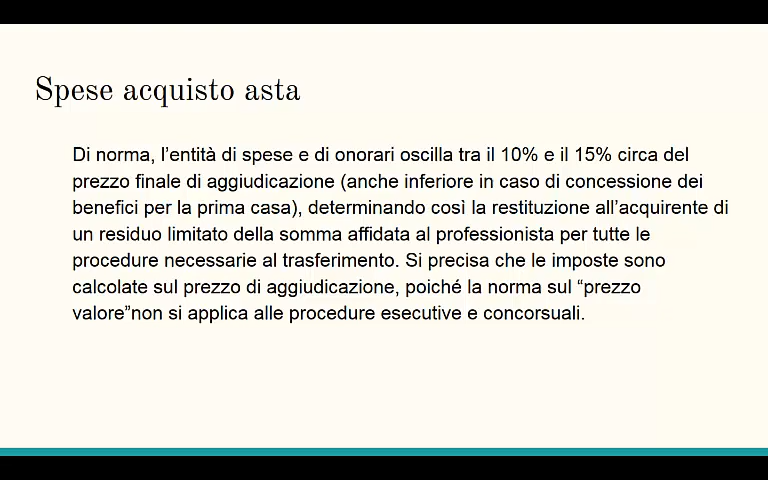 Spese acquisto asta
Di norma, l’entità di spese e di onorari oscilla tra il 10% e il 15% circa del
prezzo finale di aggiudicazione (anche inferiore in caso di concessione dei
benefici per la prima casa), determinando così la restituzione all’acquirente di
un residuo limitato della somma affidata al professionista per tutte le
procedure necessarie al trasferimento. Si precisa che le imposte sono
calcolate sul prezzo di aggiudicazione, poiché la norma sul “prezzo
valore”non si applica alle procedure esecutive e concorsuali.